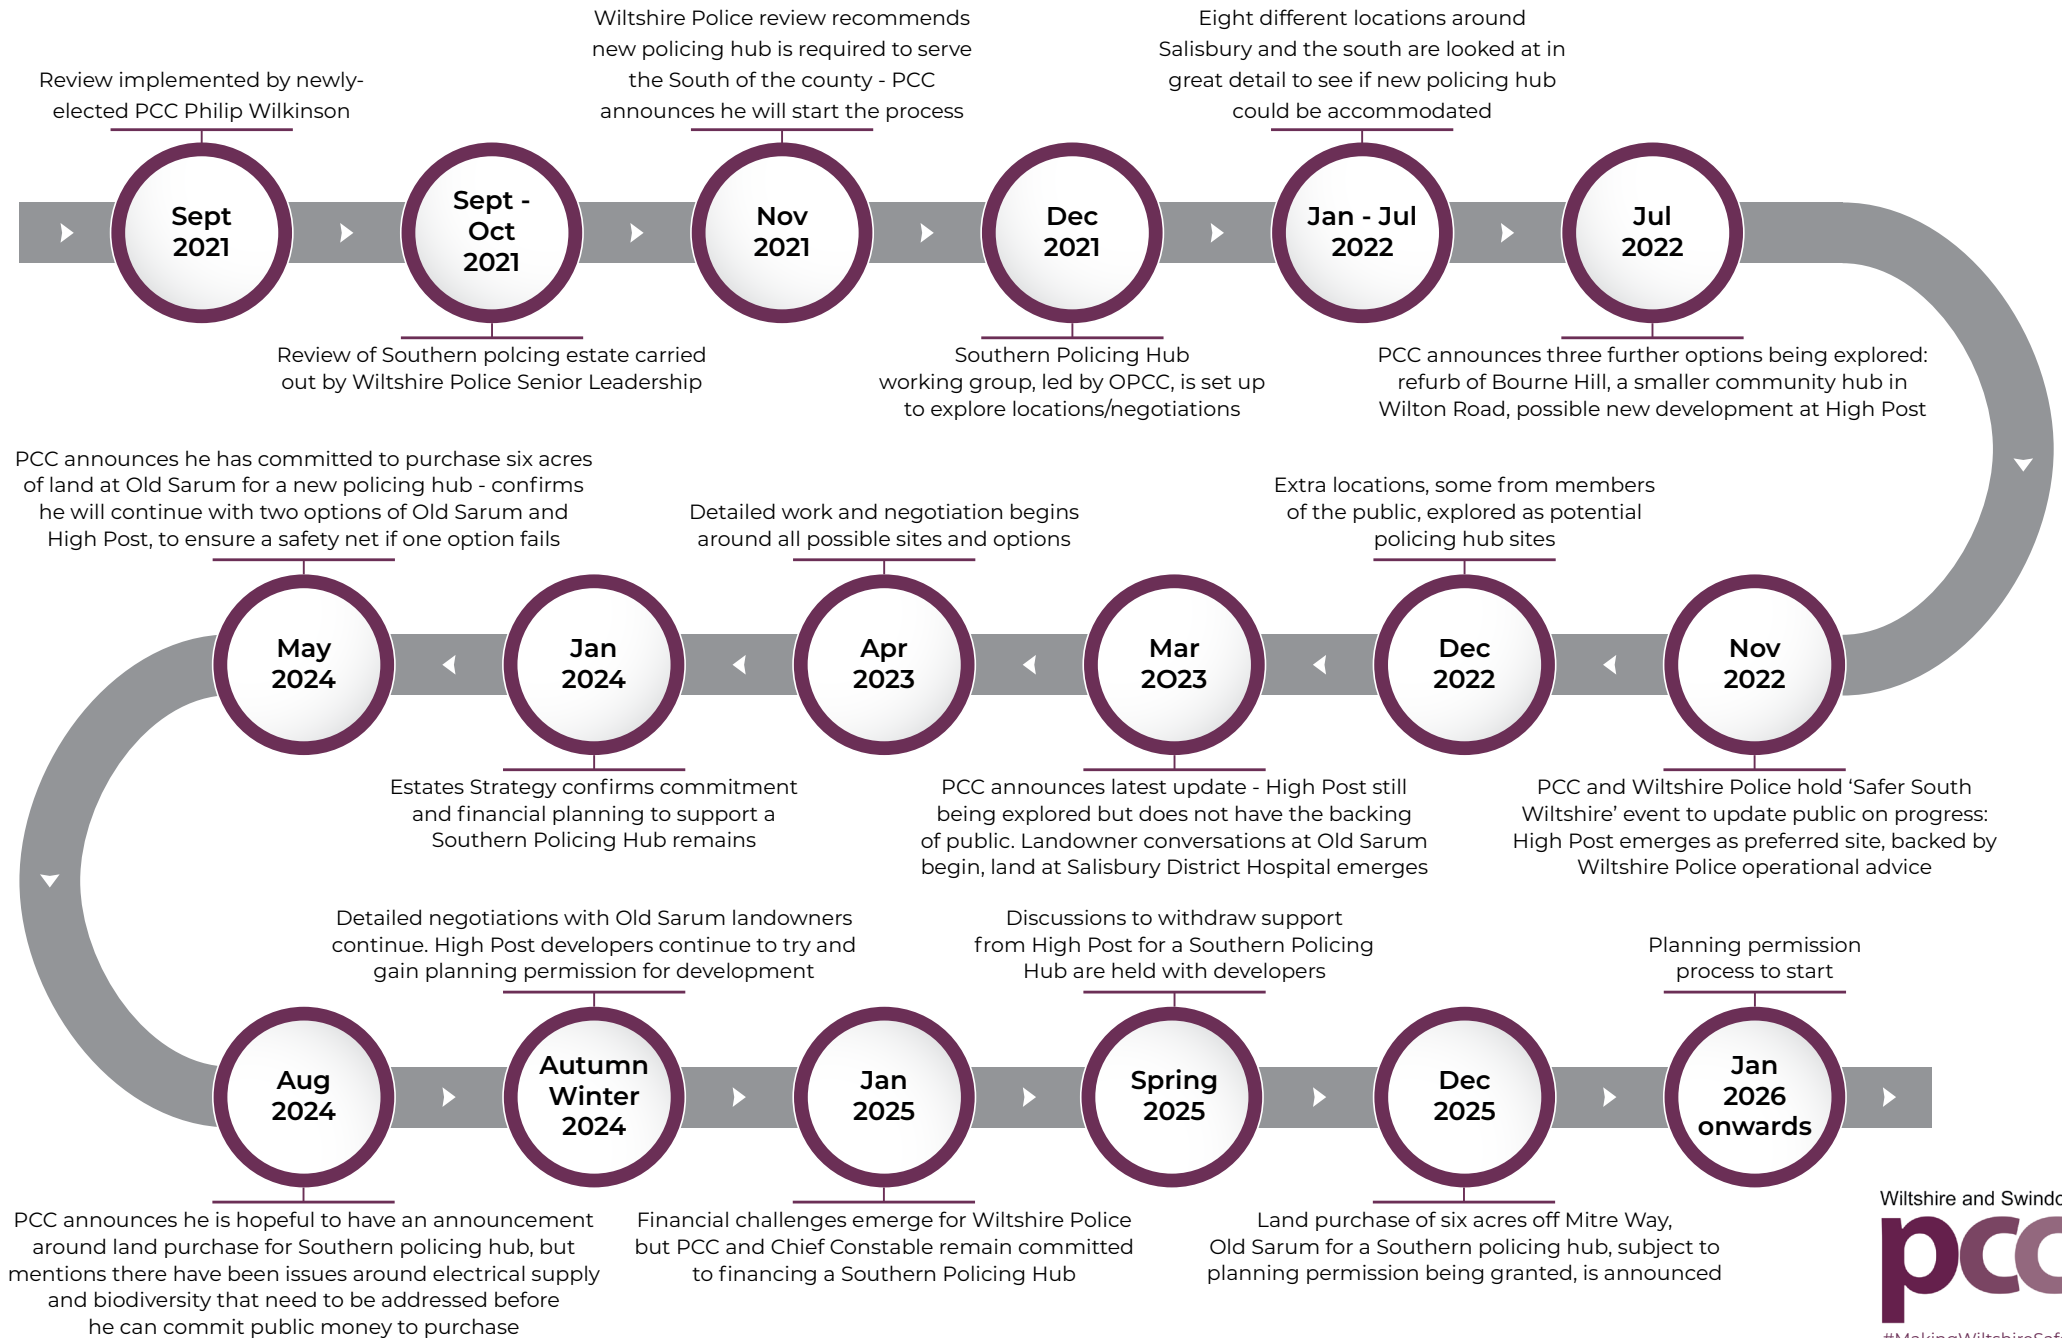 Review implemented by newly-
elected PCC Philip Wilkinson
Sept
2021
Sept -
Oct
2021
Review of Southern polcing estate carried
out by Wiltshire Police Senior Leadership
Wiltshire Police review recommends
new policing hub is required to serve
the South of the county - PCC
announces he will start the process
Nov
2021
Dec
2021
Southern Policing Hub
working group, led by OPCC, is set up
to explore locations/negotiations
Eight different locations around
Salisbury and the south are looked at in
great detail to see if new policing hub
could be accommodated
Jan - Jul
2022
Jul
2022
PCC announces three further options being explored:
refurb of Bourne Hill, a smaller community hub in
Wilton Road, possible new development at High Post
Nov
2022
PCC and Wiltshire Police hold ‘Safer South
Wiltshire’ event to update public on progress:
High Post emerges as preferred site, backed by
Wiltshire Police operational advice
Extra locations, some from members
of the public, explored as potential
policing hub sites
Dec
2022
Mar
2O23
PCC announces latest update - High Post still
being explored but does not have the backing
of public. Landowner conversations at Old Sarum
begin, land at Salisbury District Hospital emerges
Detailed work and negotiation begins
around all possible sites and options
Apr
2023
Jan
2024
Estates Strategy confirms commitment
and financial planning to support a
Southern Policing Hub remains
PCC announces he has committed to purchase six acres
of land at Old Sarum for a new policing hub - confirms
he will continue with two options of Old Sarum and
High Post, to ensure a safety net if one option fails
May
2024
Aug
2024
PCC announces he is hopeful to have an announcement
around land purchase for Southern policing hub, but
mentions there have been issues around electrical supply
and biodiversity that need to be addressed before
he can commit public money to purchase
Detailed negotiations with Old Sarum landowners
continue. High Post developers continue to try and
gain planning permission for development
Autumn
Winter
2024
Jan
2025
Financial challenges emerge for Wiltshire Police
but PCC and Chief Constable remain committed
to financing a Southern Policing Hub
Discussions to withdraw support
from High Post for a Southern Policing
Hub are held with developers
Spring
2025
Dec
2025
Land purchase of six acres off Mitre Way,
Old Sarum for a Southern policing hub, subject to
planning permission being granted, is announced
Planning permission
process to start
Jan
2026
onwards
Wiltshire and Swindo
pcc
#MakingWiltshireSafe